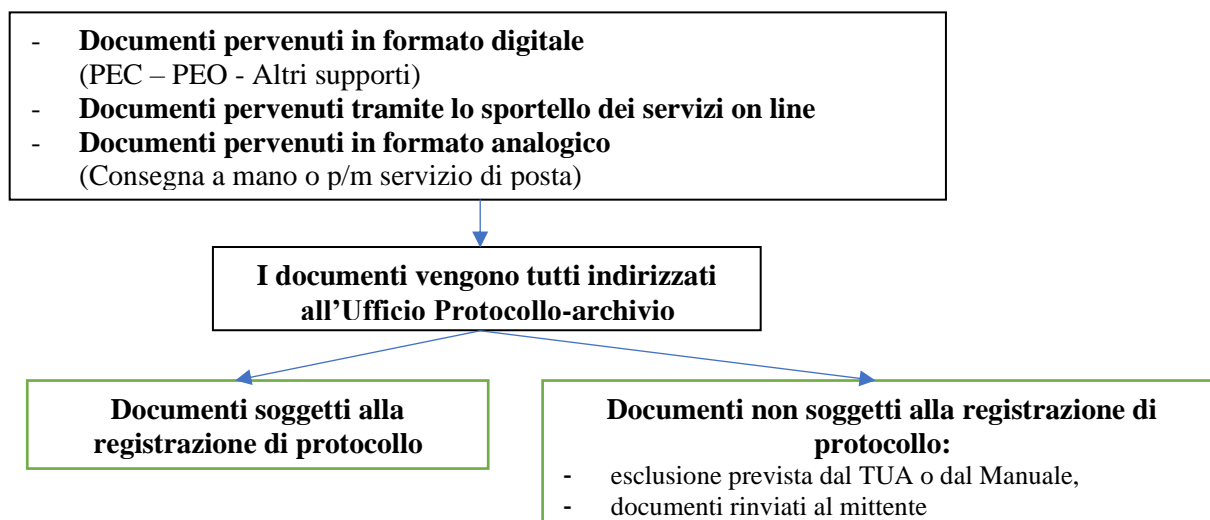 - Documenti pervenuti in formato digitale
(PEC – PEO - Altri supporti)
- Documenti pervenuti tramite lo sportello dei servizi on line
- Documenti pervenuti in formato analogico
(Consegna a mano o p/m servizio di posta)
I documenti vengono tutti indirizzati
all’Ufficio Protocollo-archivio
Documenti soggetti alla
registrazione di protocollo
Documenti non soggetti alla registrazione di
protocollo:
- esclusione prevista dal TUA o dal Manuale,
- documenti rinviati al mittente